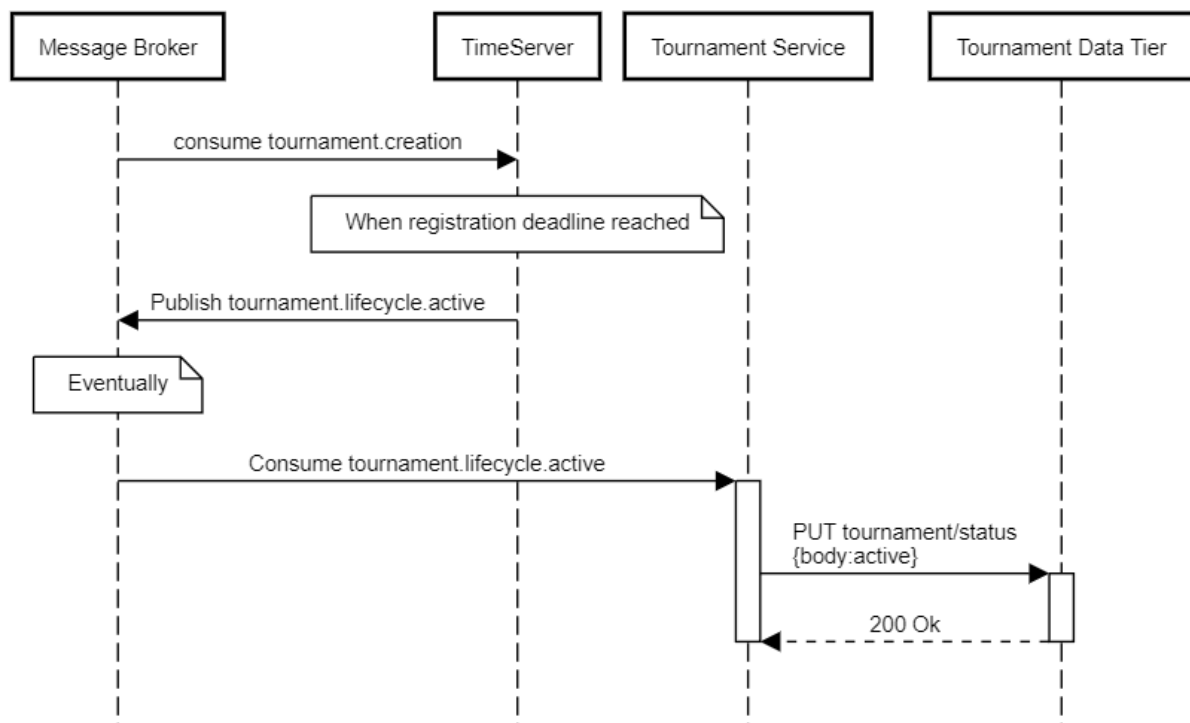 Message Broker
TimeServer
Tournament Service
Tournament Data Tier
consume tournament.creation
When registration deadline reached
Publish tournament.lifecycle.active
Eventually
Consume tournament.lifecycle.active
PUT tournament/status
{body:active}
200 Ok